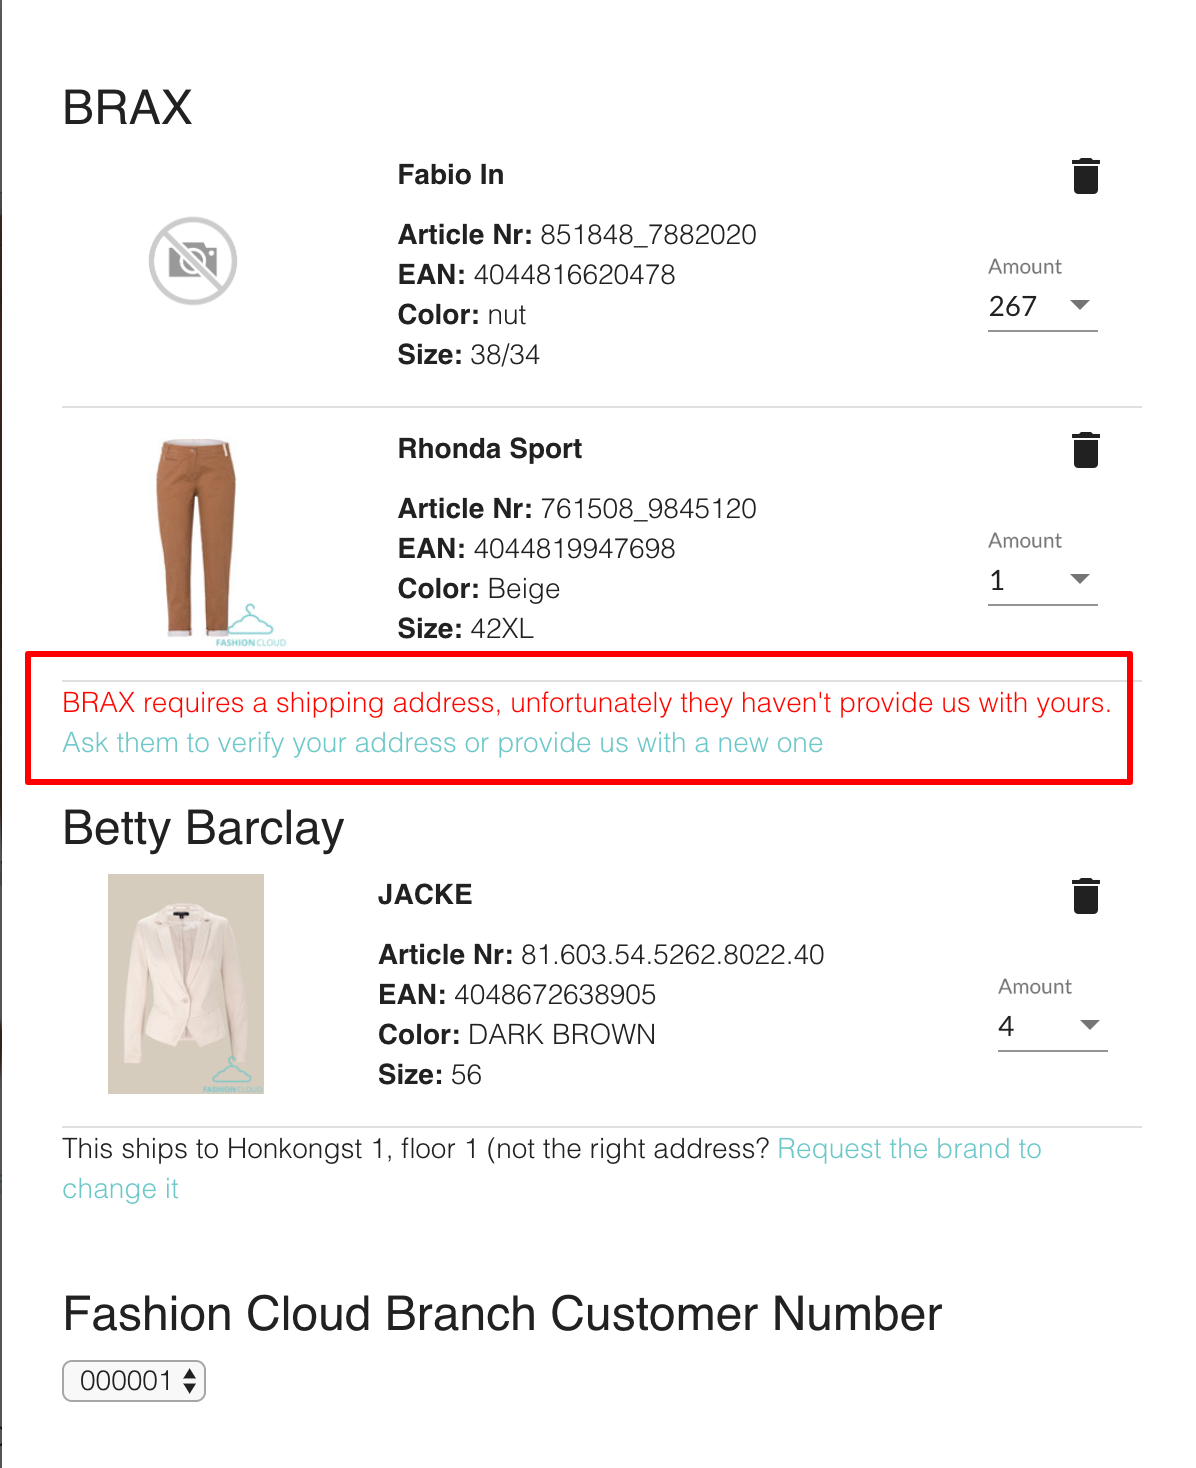 BRAX
Fabio In
Article Nr: 851848_7882020
EAN: 4044816620478
Color: nut
Size: 38/34
Amount
267
Rhonda Sport
Article Nr: 761508_9845120
EAN: 4044819947698
Color: Beige
Size: 42XL
Amount
1
FASHION CLOUD
BRAX requires a shipping address, unfortunately they haven't provide us with yours.
Ask them to verify your address or provide us with a new one
Betty Barclay
JACKE
Article Nr: 81.603.54.5262.8022.40
EAN: 4048672638905
Color: DARK BROWN
Size: 56
Amount
4
FASHION CLOUD
This ships to Honkongst 1, floor 1 (not the right address? Request the brand to
change it
Fashion Cloud Branch Customer Number
000001